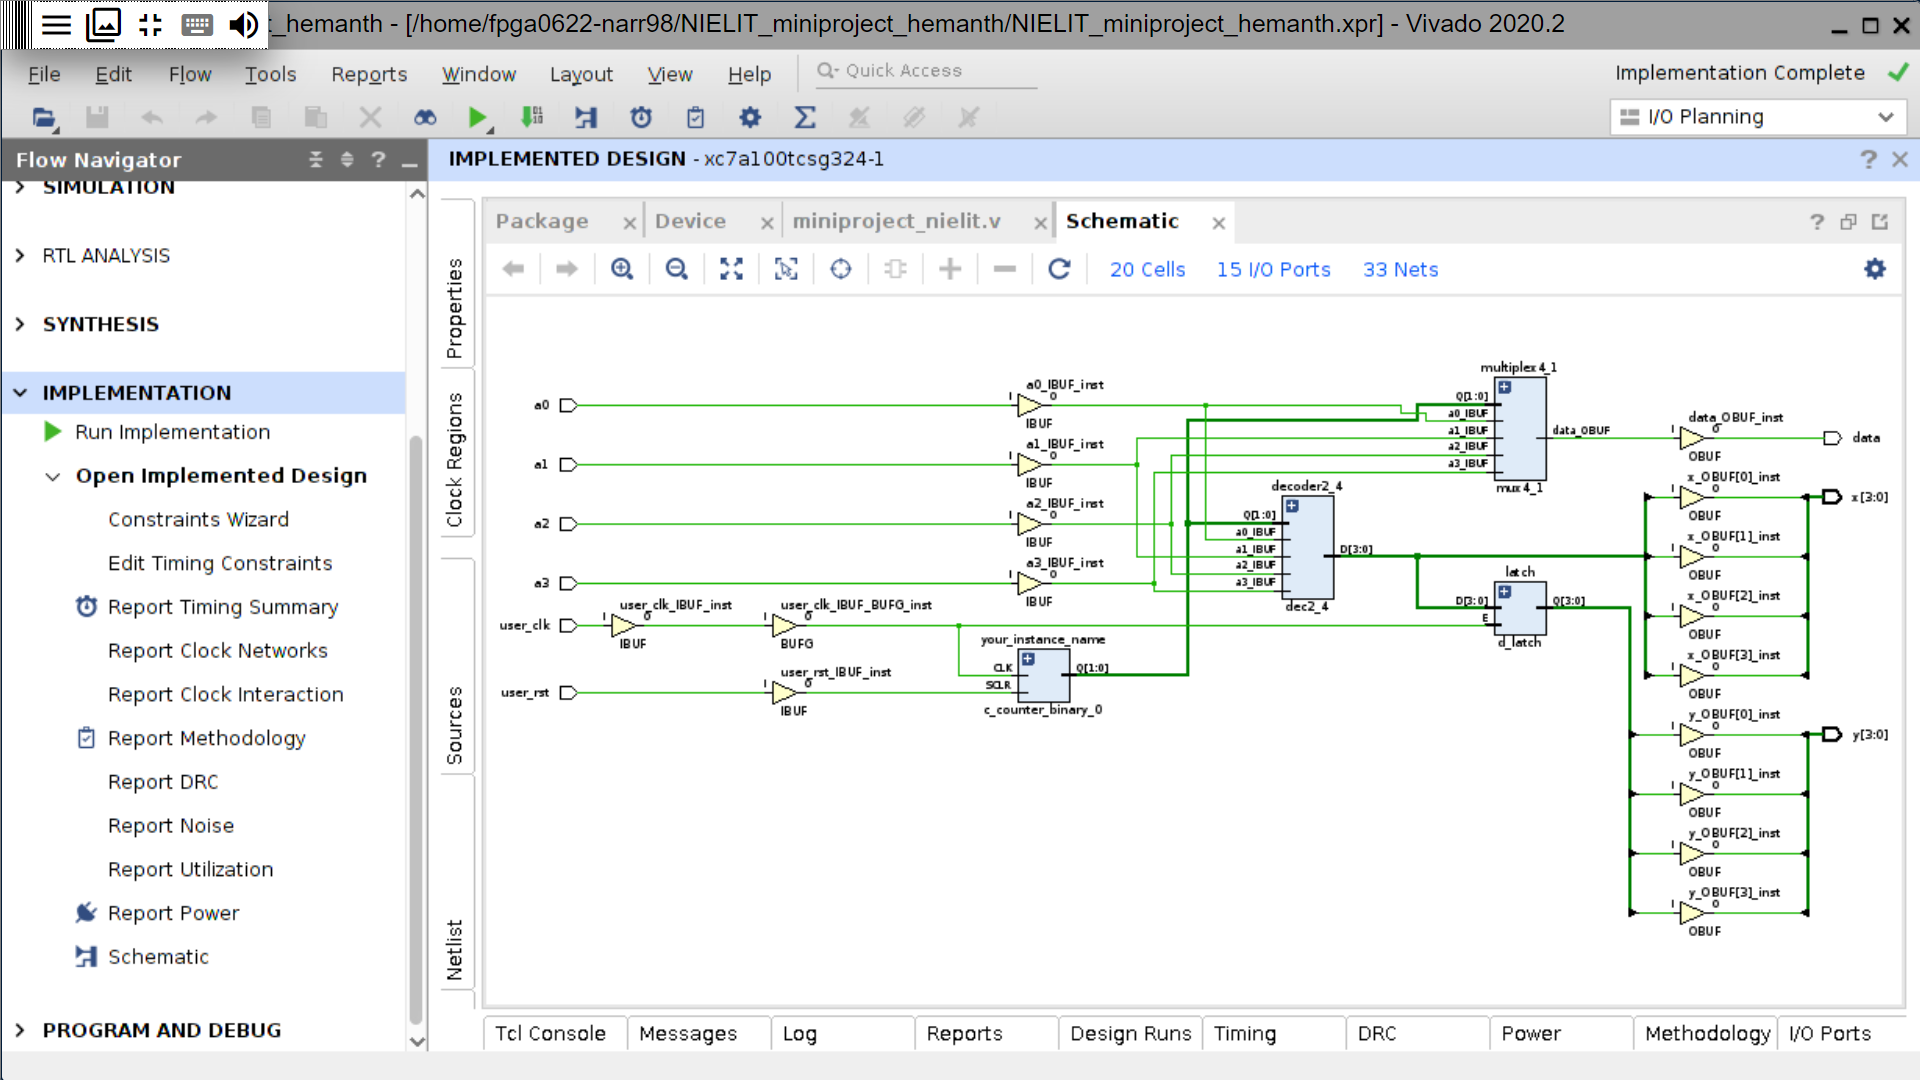 t_hemanth - [/home/fpga0622-narr98/NIELIT_miniproject_hemanth/NIELIT_miniproject_hemanth.xpr] - Vivado 2020.2
File Edit Flow Tools Reports Window Layout View Help Quick Access
Implementation Complete
I/O Planning
Flow Navigator
SIMULATION
RTL ANALYSIS
SYNTHESIS
IMPLEMENTATION
Run Implementation
Open Implemented Design
Constraints Wizard
Edit Timing Constraints
Report Timing Summary
Report Clock Networks
Report Clock Interaction
Report Methodology
Report DRC
Report Noise
Report Utilization
Report Power
Schematic
PROGRAM AND DEBUG
IMPLEMENTED DESIGN - xc7a100tcsg324-1
Properties
Clock Regions
Sources
Netlist
Package Device miniproject_nielit.v Schematic
20 Cells 15 I/O Ports 33 Nets
a0
a0_IBUF_inst
I O
IBUF
a1
a1_IBUF_inst
I O
IBUF
a2
a2_IBUF_inst
I O
IBUF
a3
a3_IBUF_inst
I O
IBUF
user_clk
user_clk_IBUF_inst
I O
IBUF
user_clk_IBUF_BUFG_inst
I O
BUFG
user_rst
user_rst_IBUF_inst
I O
IBUF
your_instance_name
CLK
SCLR
Q[1:0]
c_counter_binary_0
decoder2_4
Q[1:0]
a0_IBUF
a1_IBUF
a2_IBUF
a3_IBUF
D[3:0]
dec2_4
multiplex4_1
Q[1:0]
a0_IBUF
a1_IBUF
a2_IBUF
a3_IBUF
data_OBUF
mux4_1
latch
D[3:0]
E
Q[3:0]
d_latch
data_OBUF_inst
I O
OBUF
data
x_OBUF[0]_inst
I O
OBUF
x[3:0]
x_OBUF[1]_inst
I O
OBUF
x_OBUF[2]_inst
I O
OBUF
x_OBUF[3]_inst
I O
OBUF
y_OBUF[0]_inst
I O
OBUF
y[3:0]
y_OBUF[1]_inst
I O
OBUF
y_OBUF[2]_inst
I O
OBUF
y_OBUF[3]_inst
I O
OBUF
Tcl Console Messages Log Reports Design Runs Timing DRC Power Methodology I/O Ports